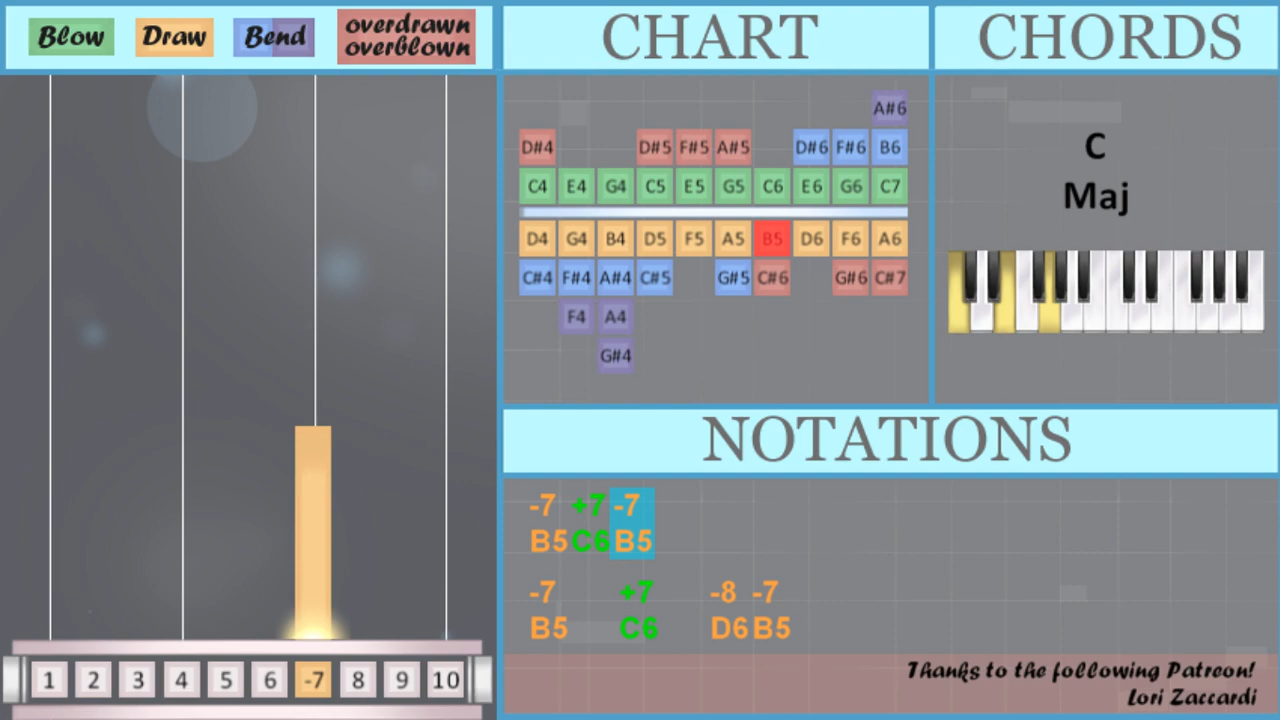 Blow Draw Bend overdrawn
overblown
CHART
CHORDS
A#6
D#4 D#5 F#5 A#5 D#6 F#6 B6
C4 E4 G4 C5 E5 G5 C6 E6 G6 C7
D4 G4 B4 D5 F5 A5 B5 D6 F6 A6
C#4 F#4 A#4 C#5 G#5 C#6 G#6 C#7
F4 A4
G#4
C
Maj
NOTATIONS
-7 +7 -7
B5 C6 B5
-7 +7 -8 -7
B5 C6 D6 B5
Thanks to the following Patreon!
Lori Zaccardi
1 2 3 4 5 6 -7 8 9 10